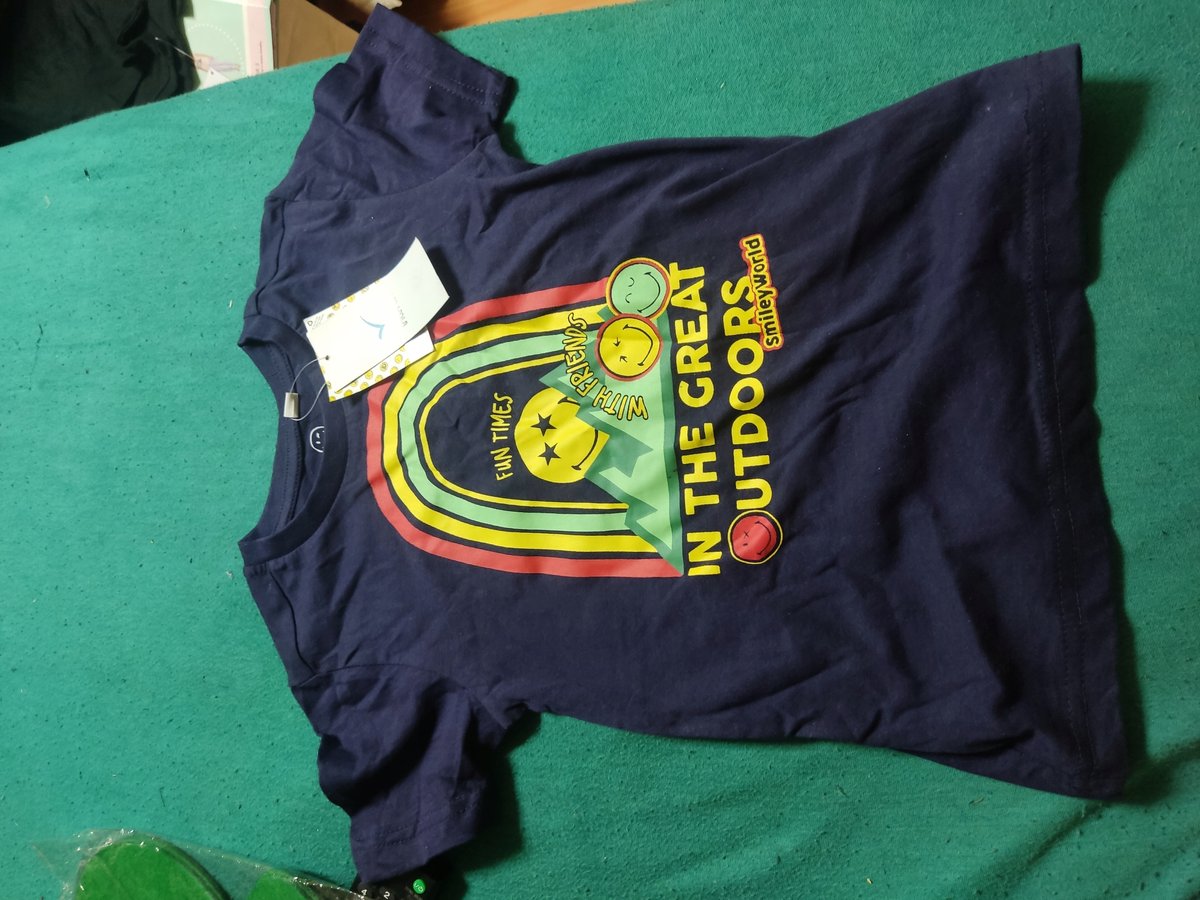 FUN TIMES
WITH FRIENDS
IN THE GREAT
OUTDOORS
smileyworld